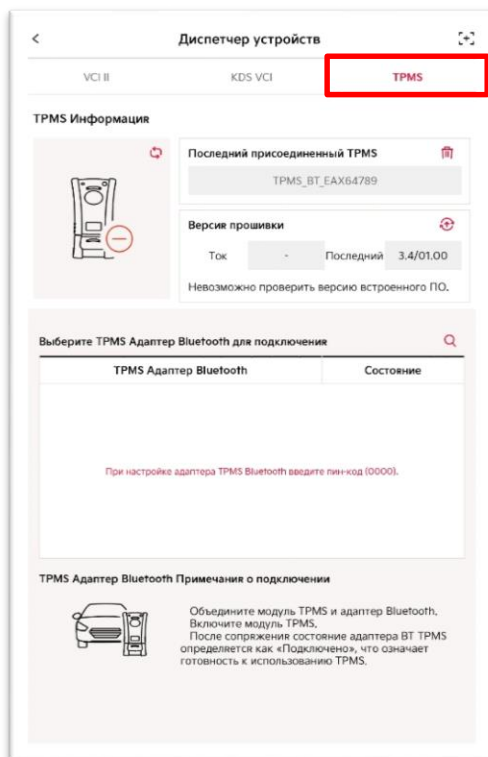 Диспетчер устройств
VCI II KDS VCI TPMS
TPMS Информация
Последний присоединенный TPMS
TPMS_BT_EAX64789
Версия прошивки
Ток - Последний 3.4/01.00
Невозможно проверить версию встроенного ПО.
Выберите TPMS Адаптер Bluetooth для подключения
TPMS Адаптер Bluetooth Состояние
При настройке адаптера TPMS Bluetooth введите пин-код (0000).
TPMS Адаптер Bluetooth Примечания о подключении
Объедините модуль TPMS и адаптер Bluetooth,
Включите модуль TPMS,
После сопряжения состояние адаптера BT TPMS
определяется как «Подключено», что означает
готовность к использованию TPMS,